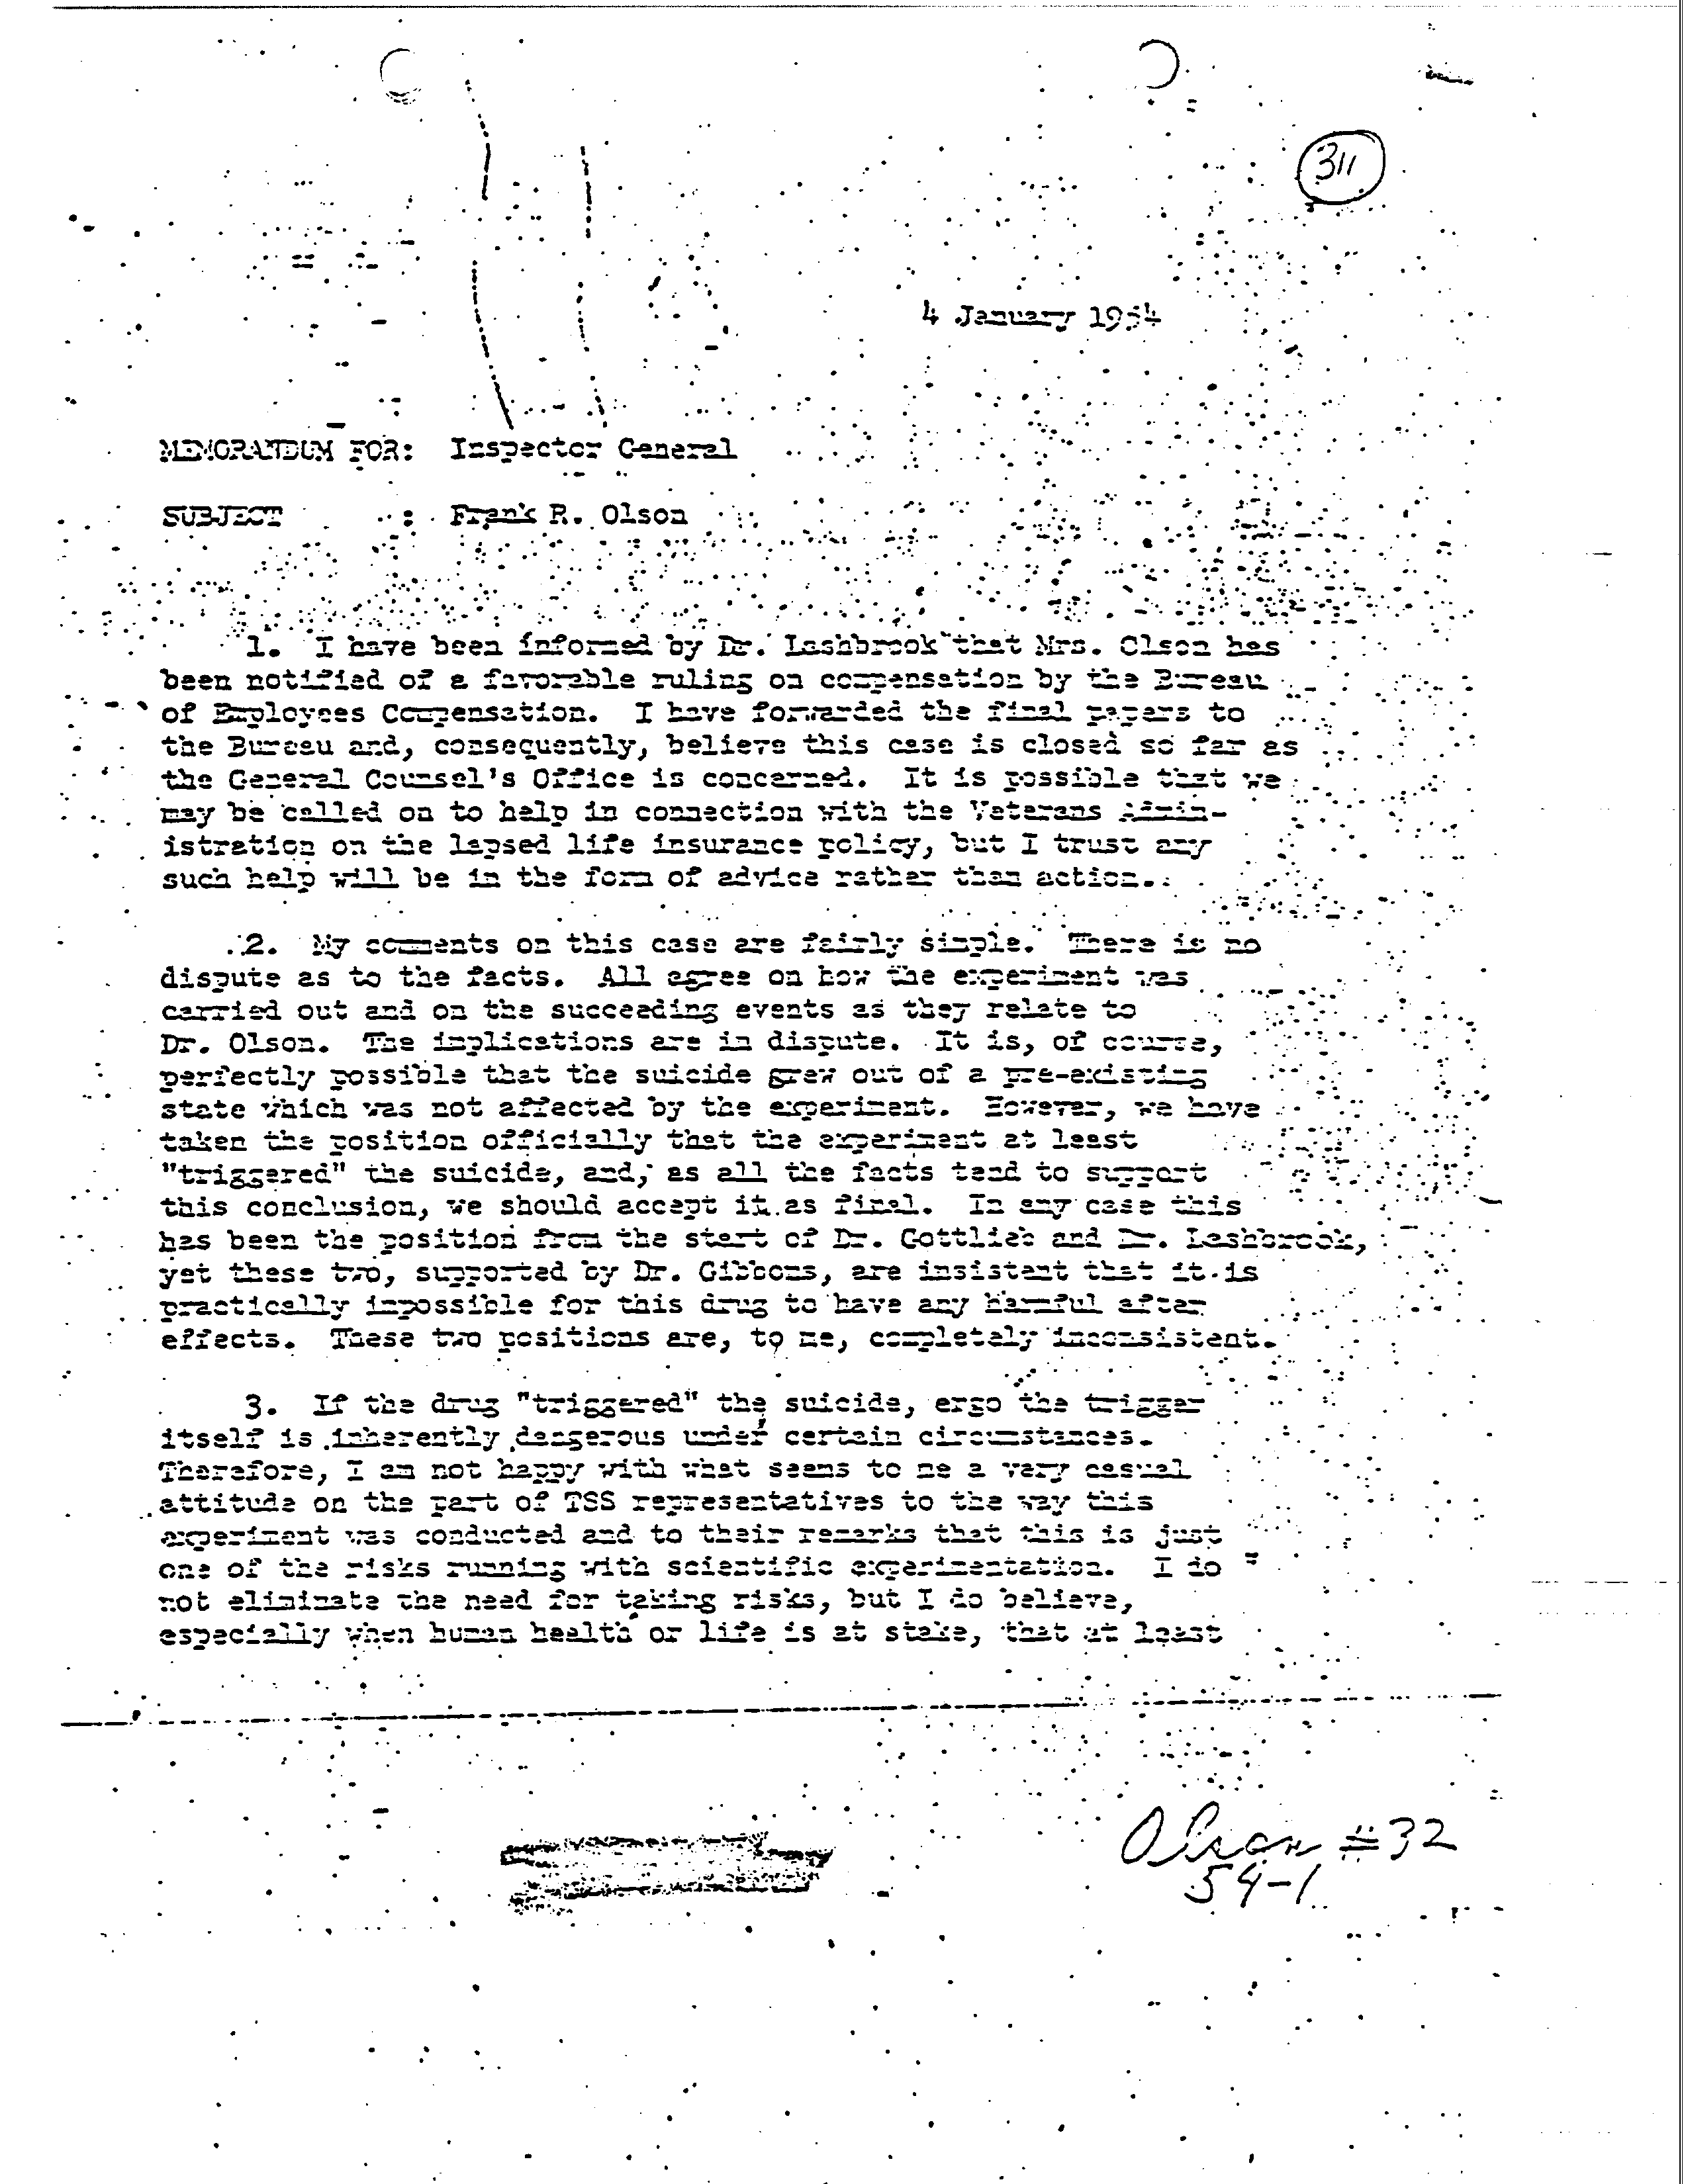 311
4 January 1954
MEMORANDUM FOR: Inspector General
SUBJECT : Frank R. Olson
1. I have been informed by Dr. Lashbrook that Mrs. Olson has
been notified of a favorable ruling on compensation by the Bureau
of Employees Compensation. I have forwarded the final papers to
the Bureau and, consequently, believe this case is closed so far as
the General Counsel's Office is concerned. It is possible that we
may be called on to help in connection with the Veterans Admin-
istration on the lapsed life insurance policy, but I trust any
such help will be in the form of advice rather than action.
2. My comments on this case are fairly simple. There is no
dispute as to the facts. All agree on how the experiment was
carried out and on the succeeding events as they relate to
Dr. Olson. The implications are in dispute. It is, of course,
perfectly possible that the suicide grew out of a pre-existing
state which was not affected by the experiment. However, we have
taken the position officially that the experiment at least
"triggered" the suicide, and, as all the facts tend to support
this conclusion, we should accept it as final. In any case this
has been the position from the start of Dr. Gottlieb and Dr. Lashbrook,
yet these two, supported by Dr. Gibbons, are insistent that it is
practically impossible for this drug to have any harmful after
effects. These two positions are, to me, completely inconsistent.
3. If the drug "triggered" the suicide, ergo the trigger
itself is inherently dangerous under certain circumstances.
Therefore, I am not happy with what seems to me a very casual
attitude on the part of TSS representatives to the way this
experiment was conducted and to their remarks that this is just
one of the risks running with scientific experimentation. I do
not eliminate the need for taking risks, but I do believe,
especially when human health or life is at stake, that at least
Olson #32
54-1